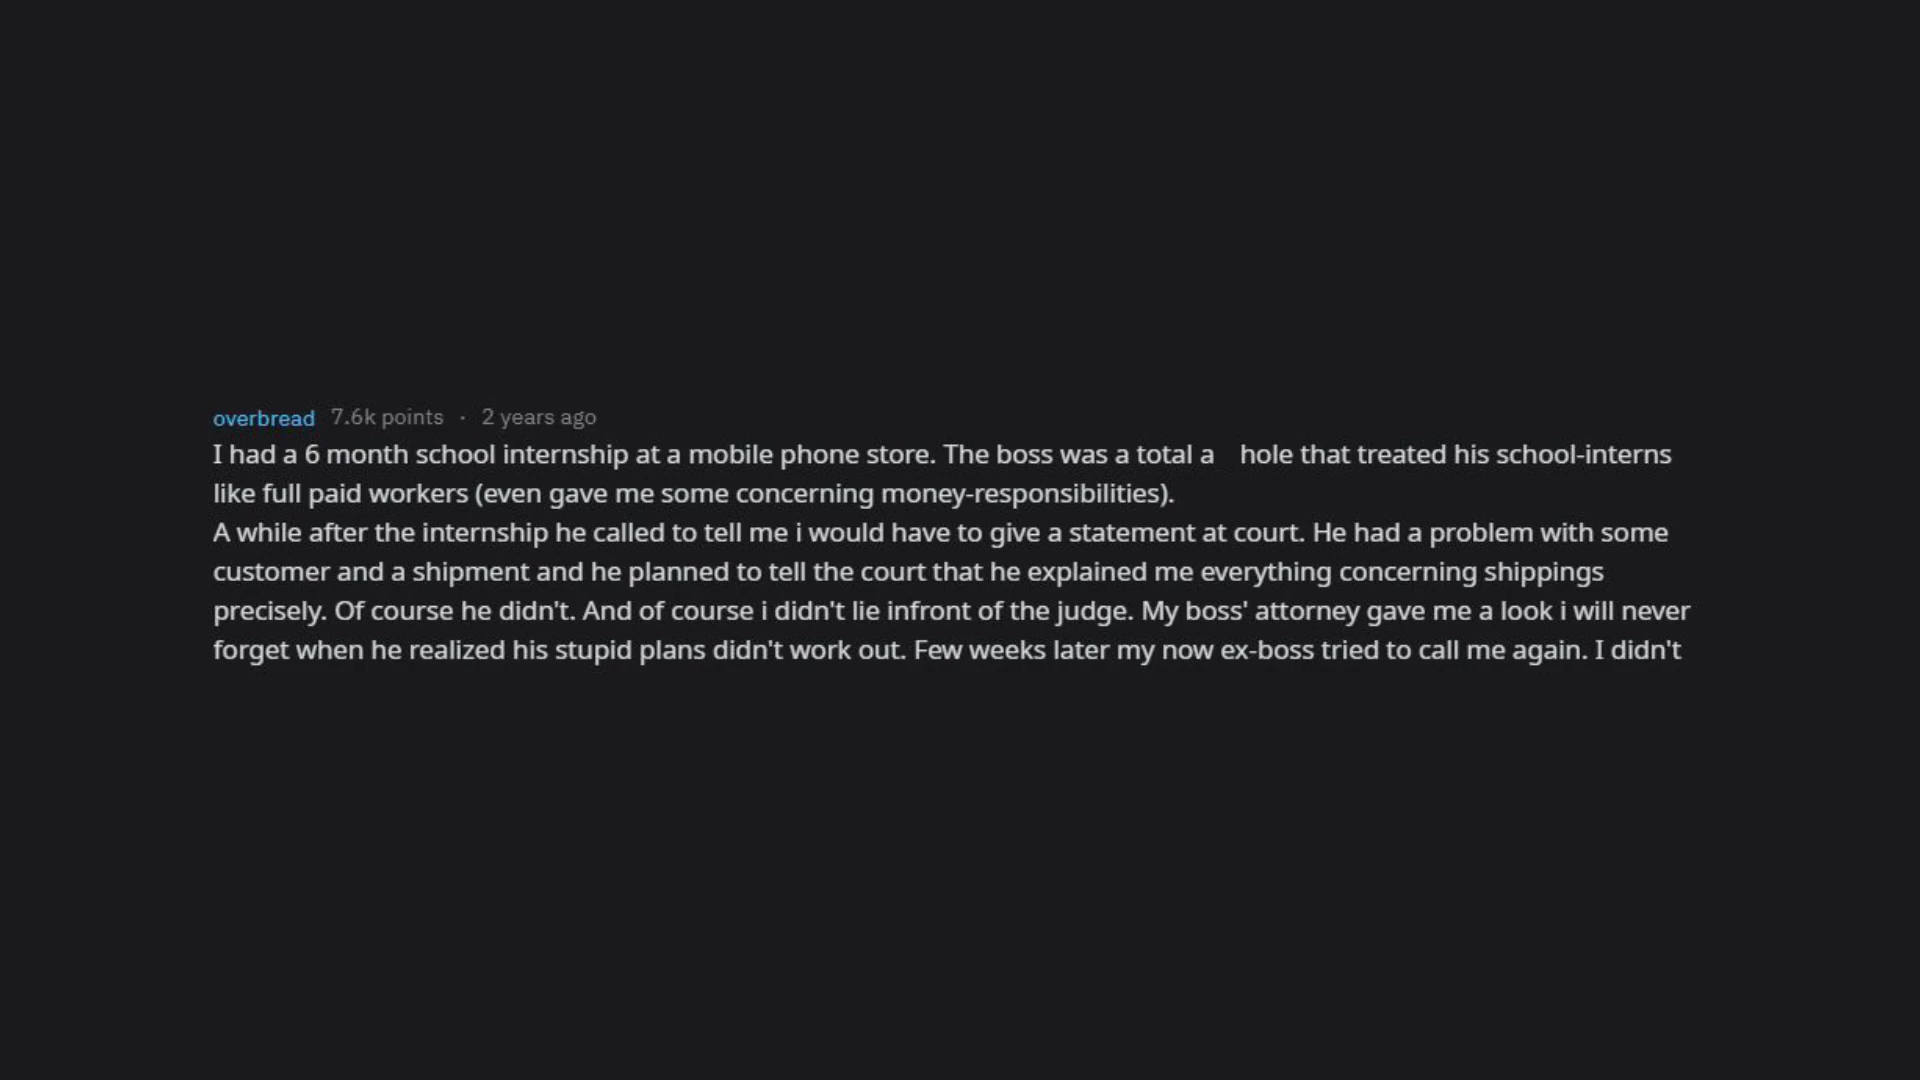 overbread 7.6k points · 2 years ago
I had a 6 month school internship at a mobile phone store. The boss was a total a hole that treated his school-interns
like full paid workers (even gave me some concerning money-responsibilities).
A while after the internship he called to tell me i would have to give a statement at court. He had a problem with some
customer and a shipment and he planned to tell the court that he explained me everything concerning shippings
precisely. Of course he didn't. And of course i didn't lie infront of the judge. My boss' attorney gave me a look i will never
forget when he realized his stupid plans didn't work out. Few weeks later my now ex-boss tried to call me again. I didn't